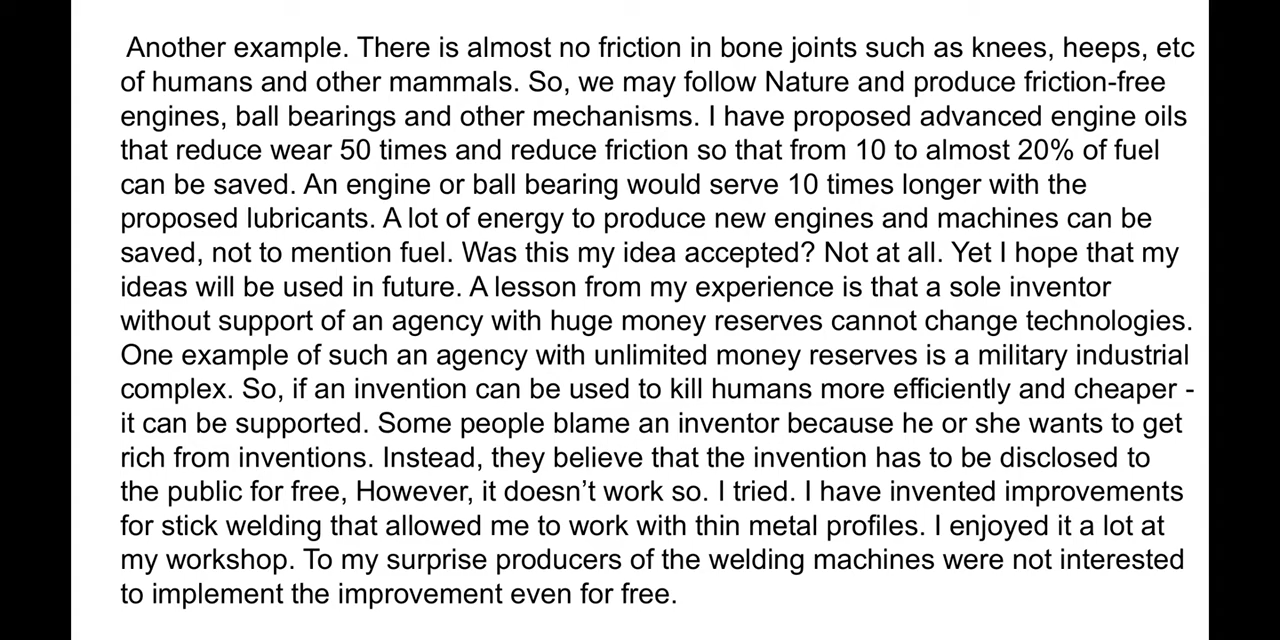 Another example. There is almost no friction in bone joints such as knees, heeps, etc
of humans and other mammals. So, we may follow Nature and produce friction-free
engines, ball bearings and other mechanisms. I have proposed advanced engine oils
that reduce wear 50 times and reduce friction so that from 10 to almost 20% of fuel
can be saved. An engine or ball bearing would serve 10 times longer with the
proposed lubricants. A lot of energy to produce new engines and machines can be
saved, not to mention fuel. Was this my idea accepted? Not at all. Yet I hope that my
ideas will be used in future. A lesson from my experience is that a sole inventor
without support of an agency with huge money reserves cannot change technologies.
One example of such an agency with unlimited money reserves is a military industrial
complex. So, if an invention can be used to kill humans more efficiently and cheaper -
it can be supported. Some people blame an inventor because he or she wants to get
rich from inventions. Instead, they believe that the invention has to be disclosed to
the public for free, However, it doesn't work so. I tried. I have invented improvements
for stick welding that allowed me to work with thin metal profiles. I enjoyed it a lot at
my workshop. To my surprise producers of the welding machines were not interested
to implement the improvement even for free.